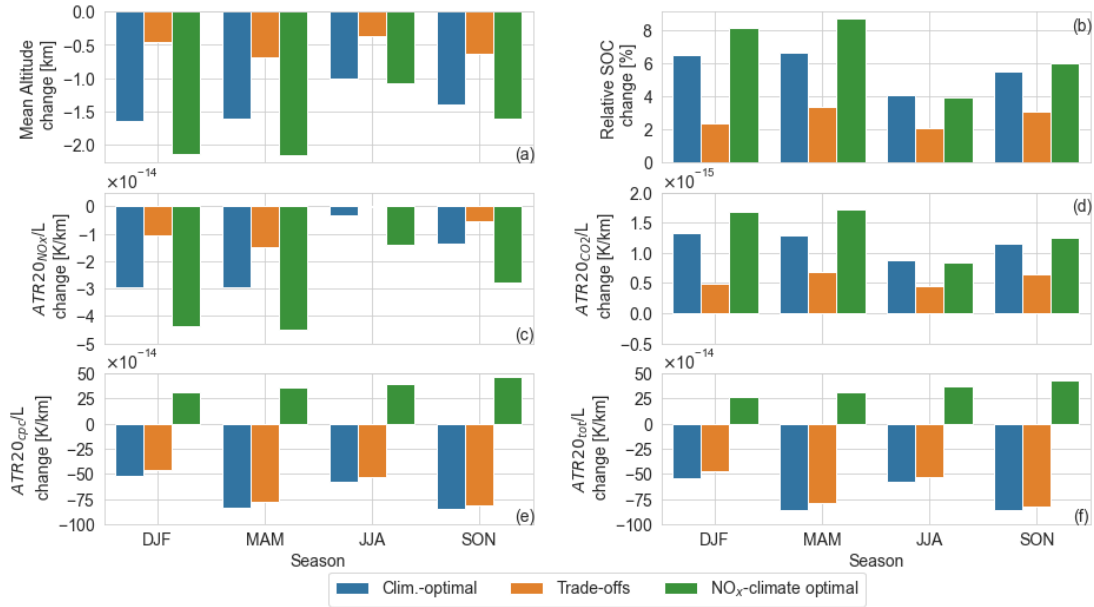 0.0
−0.5
−1.0
−1.5
−2.0
Mean Altitude
change [km]
(a)
8
6
4
2
0
Relative SOC
change [%]
(b)
×10⁻¹⁴
0
−1
−2
−3
−4
−5
ATR20NOx/L
change [K/km]
(c)
×10⁻¹⁵
2.0
1.5
1.0
0.5
0.0
−0.5
ATR20CO2/L
change [K/km]
(d)
×10⁻¹⁴
50
25
0
−25
−50
−75
−100
ATR20cpc/L
change [K/km]
(e)
DJF MAM JJA SON
Season
×10⁻¹⁴
50
25
0
−25
−50
−75
−100
ATR20tot/L
change [K/km]
(f)
DJF MAM JJA SON
Season
Clim.-optimal Trade-offs NOx-climate optimal